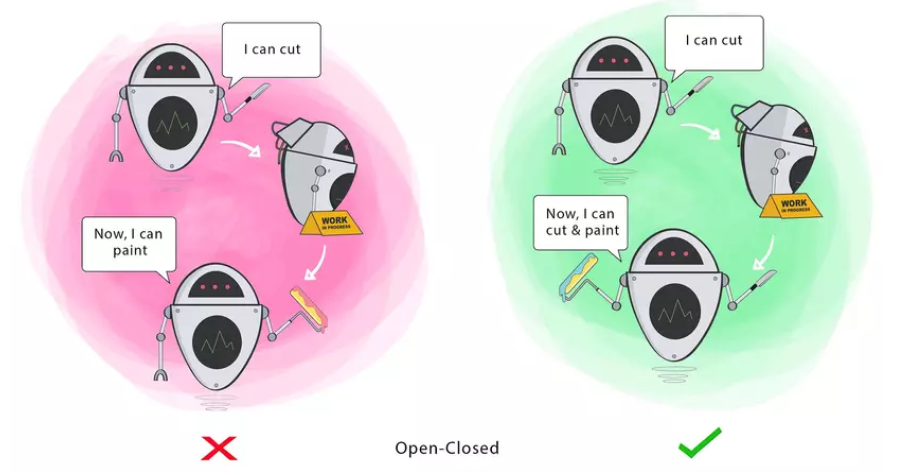 I can cut
WORK
IN PROGRESS
Now, I can
paint
I can cut
WORK
IN PROGRESS
Now, I can
cut & paint
Open-Closed